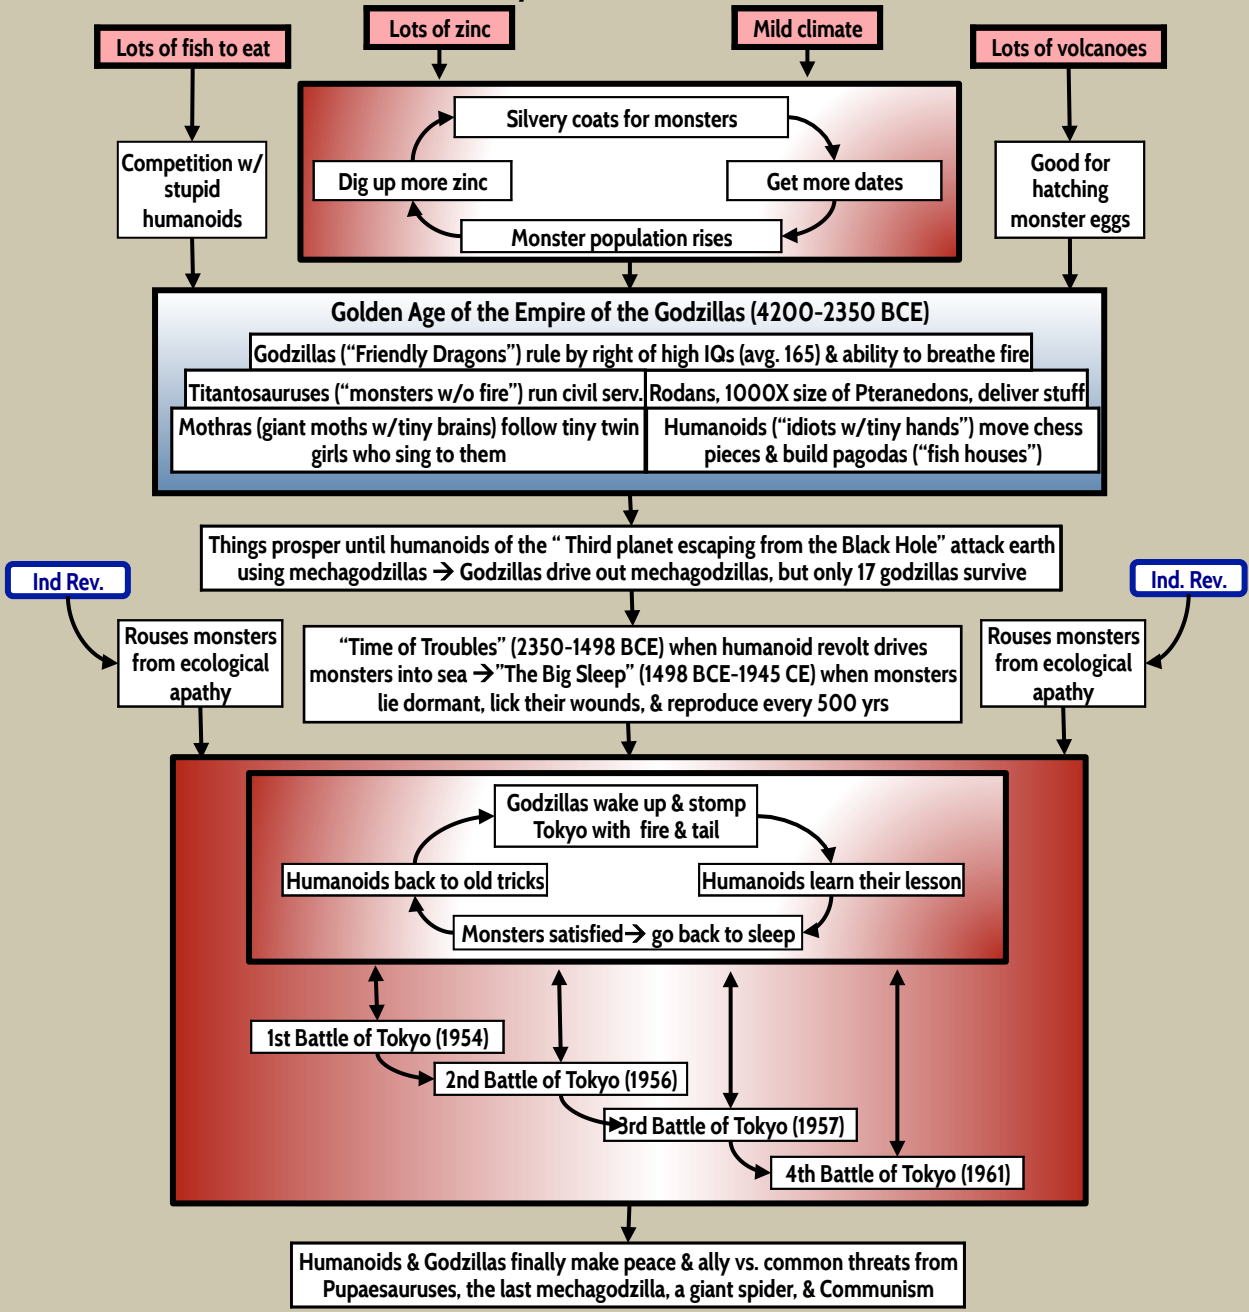 Lots of fish to eat
Lots of zinc
Mild climate
Lots of volcanoes
Competition w/
stupid
humanoids
Silvery coats for monsters
Dig up more zinc
Get more dates
Monster population rises
Good for
hatching
monster eggs
Golden Age of the Empire of the Godzillas (4200-2350 BCE)
Godzillas (“Friendly Dragons”) rule by right of high IQs (avg. 165) & ability to breathe fire
Titantosauruses (“monsters w/o fire”) run civil serv.
Rodans, 1000X size of Pteranedons, deliver stuff
Mothras (giant moths w/tiny brains) follow tiny twin
girls who sing to them
Humanoids (“idiots w/tiny hands”) move chess
pieces & build pagodas (“fish houses”)
Things prosper until humanoids of the “ Third planet escaping from the Black Hole” attack earth
using mechagodzillas → Godzillas drive out mechagodzillas, but only 17 godzillas survive
Ind Rev.
Ind. Rev.
Rouses monsters
from ecological
apathy
“Time of Troubles” (2350-1498 BCE) when humanoid revolt drives
monsters into sea →”The Big Sleep” (1498 BCE-1945 CE) when monsters
lie dormant, lick their wounds, & reproduce every 500 yrs
Rouses monsters
from ecological
apathy
Godzillas wake up & stomp
Tokyo with fire & tail
Humanoids back to old tricks
Humanoids learn their lesson
Monsters satisfied→ go back to sleep
1st Battle of Tokyo (1954)
2nd Battle of Tokyo (1956)
3rd Battle of Tokyo (1957)
4th Battle of Tokyo (1961)
Humanoids & Godzillas finally make peace & ally vs. common threats from
Pupaesauruses, the last mechagodzilla, a giant spider, & Communism